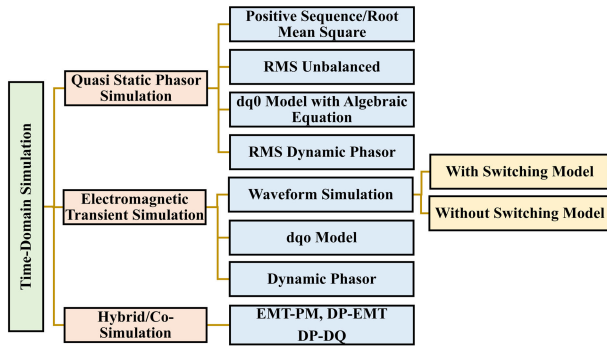 Time-Domain Simulation
Quasi Static Phasor
Simulation
Positive Sequence/Root
Mean Square
RMS Unbalanced
dq0 Model with Algebraic
Equation
RMS Dynamic Phasor
Electromagnetic
Transient Simulation
Waveform Simulation
With Switching Model
Without Switching Model
dqo Model
Dynamic Phasor
Hybrid/Co-
Simulation
EMT-PM, DP-EMT
DP-DQ